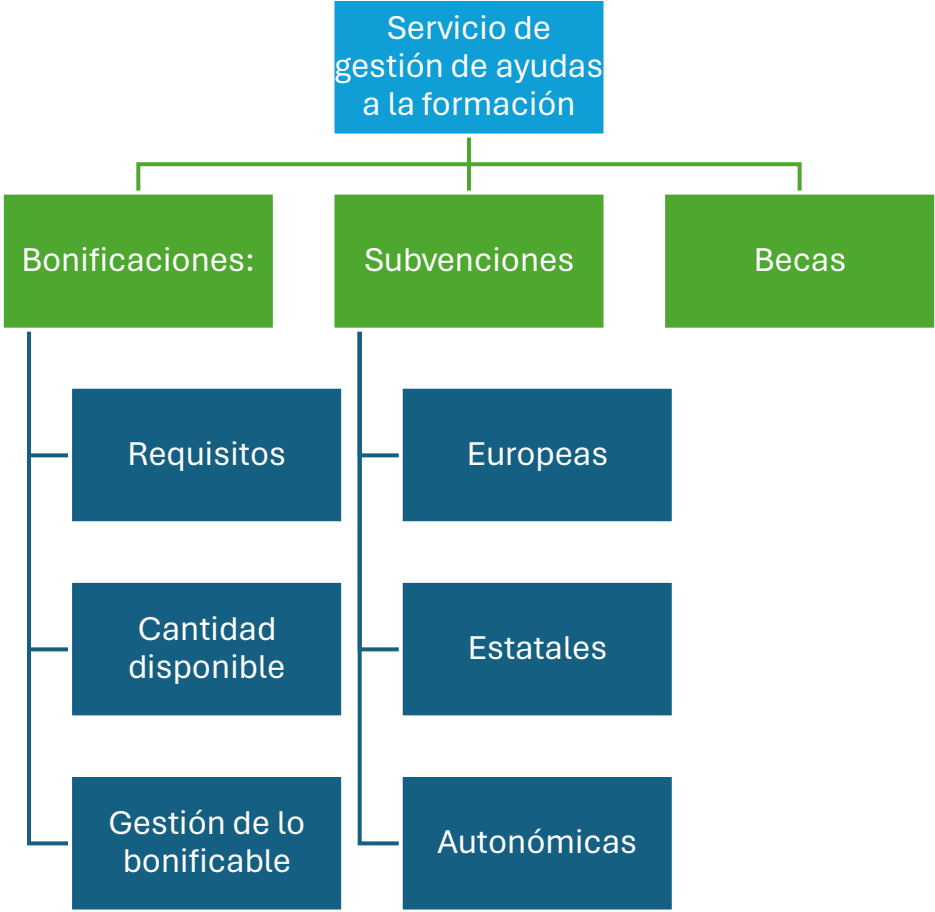 Servicio de
gestión de ayudas
a la formación
Bonificaciones:
Subvenciones
Becas
Requisitos
Europeas
Cantidad
disponible
Estatales
Gestión de lo
bonificable
Autonómicas